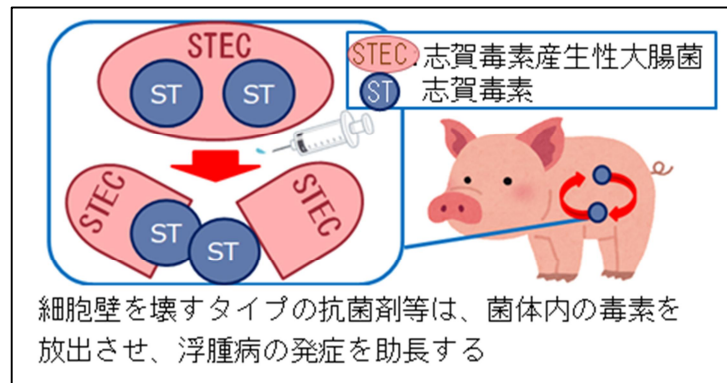 STEC
ST ST
STEC:志賀毒素産生性大腸菌
ST 志賀毒素
STEC
STEC
ST
ST
細胞壁を壊すタイプの抗菌剤等は、菌体内の毒素を
放出させ、浮腫病の発症を助長する